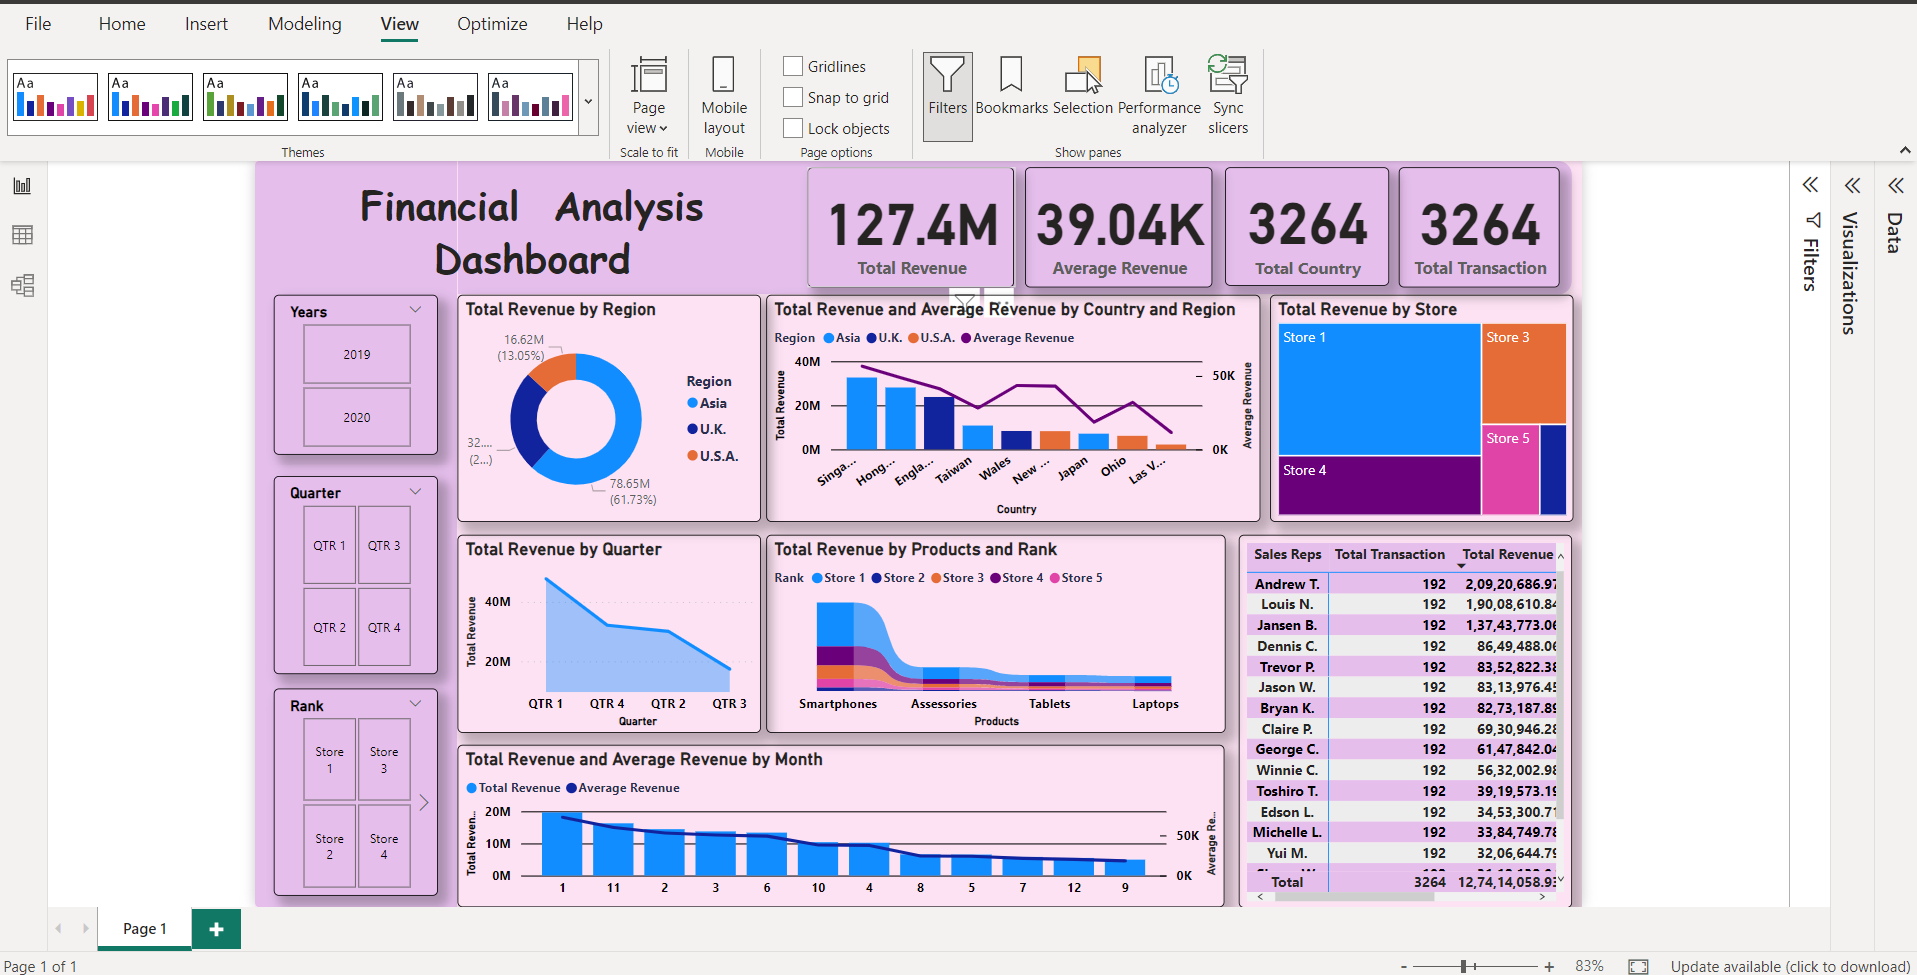 File Home Insert Modeling View Optimize Help
Aa Aa Aa Aa Aa Aa
Themes
Page view
Scale to fit
Mobile layout
Mobile
Gridlines
Snap to grid
Lock objects
Page options
Filters Bookmarks Selection Performance analyzer Sync slicers
Show panes
Financial Analysis
Dashboard
127.4M
Total Revenue
39.04K
Average Revenue
3264
Total Country
3264
Total Transaction
Years
2019
2020
Quarter
QTR 1 QTR 3
QTR 2 QTR 4
Rank
Store 1 Store 3
Store 2 Store 4
Total Revenue by Region
16.62M
(13.05%)
32....
(2...)
78.65M
(61.73%)
Region
Asia
U.K.
U.S.A.
Total Revenue and Average Revenue by Country and Region
Region Asia U.K. U.S.A. Average Revenue
Total Revenue
40M
20M
0M
50K
0K
Average Revenue
Singa... Hong... Engla... Taiwan Wales New ... Japan Ohio Las V...
Country
Total Revenue by Store
Store 1
Store 3
Store 4
Store 5
Total Revenue by Quarter
Total Revenue
40M
20M
QTR 1 QTR 4 QTR 2 QTR 3
Quarter
Total Revenue by Products and Rank
Rank Store 1 Store 2 Store 3 Store 4 Store 5
Smartphones Assessories Tablets Laptops
Products
Total Revenue and Average Revenue by Month
Total Revenue Average Revenue
Total Reven...
20M
10M
0M
50K
0K
Average Re...
1 11 2 3 6 10 4 8 5 7 12 9
Sales Reps Total Transaction Total Revenue
Andrew T. 192 2,09,20,686.97
Louis N. 192 1,90,08,610.84
Jansen B. 192 1,37,43,773.06
Dennis C. 192 86,49,488.06
Trevor P. 192 83,52,822.38
Jason W. 192 83,13,976.45
Bryan K. 192 82,73,187.89
Claire P. 192 69,30,946.28
George C. 192 61,47,842.04
Winnie C. 192 56,32,002.98
Toshiro T. 192 39,19,573.19
Edson L. 192 34,53,300.71
Michelle L. 192 33,84,749.78
Yui M. 192 32,06,644.79
Total 3264 12,74,14,058.93
Filters
Visualizations
Data
Page 1
Page 1 of 1
- + 83% Update available (click to download)